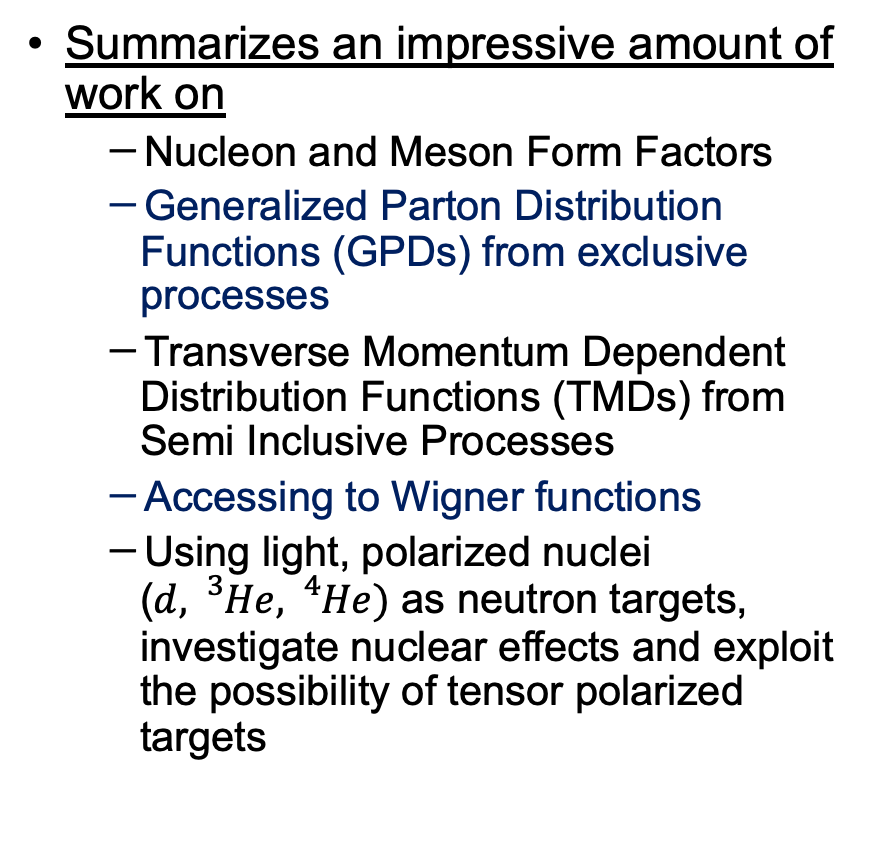 • Summarizes an impressive amount of
work on
– Nucleon and Meson Form Factors
– Generalized Parton Distribution
Functions (GPDs) from exclusive
processes
– Transverse Momentum Dependent
Distribution Functions (TMDs) from
Semi Inclusive Processes
– Accessing to Wigner functions
– Using light, polarized nuclei
(d, ³He, ⁴He) as neutron targets,
investigate nuclear effects and exploit
the possibility of tensor polarized
targets